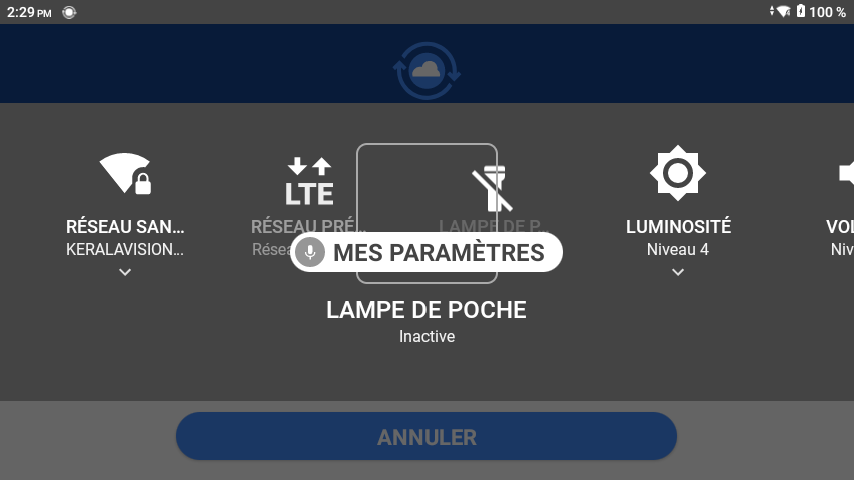 2:29 PM
100 %
LTE
RÉSEAU SAN...
RÉSEAU PRÉ...
LAMPE DE P...
LUMINOSITÉ
VOL
KERALAVISION...
Résea
Niveau 4
Niv
MES PARAMÈTRES
LAMPE DE POCHE
Inactive
ANNULER